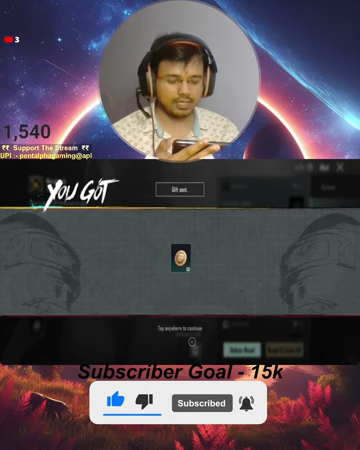 3
1,540
₹₹ Support The Stream ₹₹
UPI :- pentalphagaming@apl
YOU GOT
Gift sent.
Tap anywhere to continue
Subscriber Goal - 15k
Subscribed